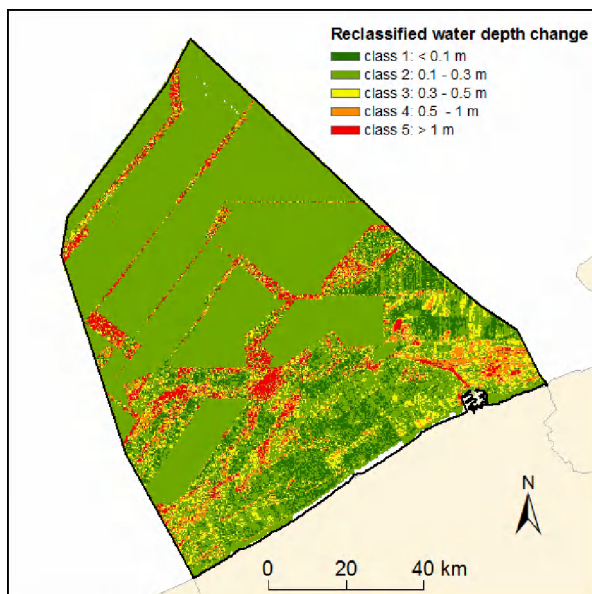 Reclassified water depth change
class 1: < 0.1 m
class 2: 0.1 - 0.3 m
class 3: 0.3 - 0.5 m
class 4: 0.5 - 1 m
class 5: > 1 m
N
0 20 40 km